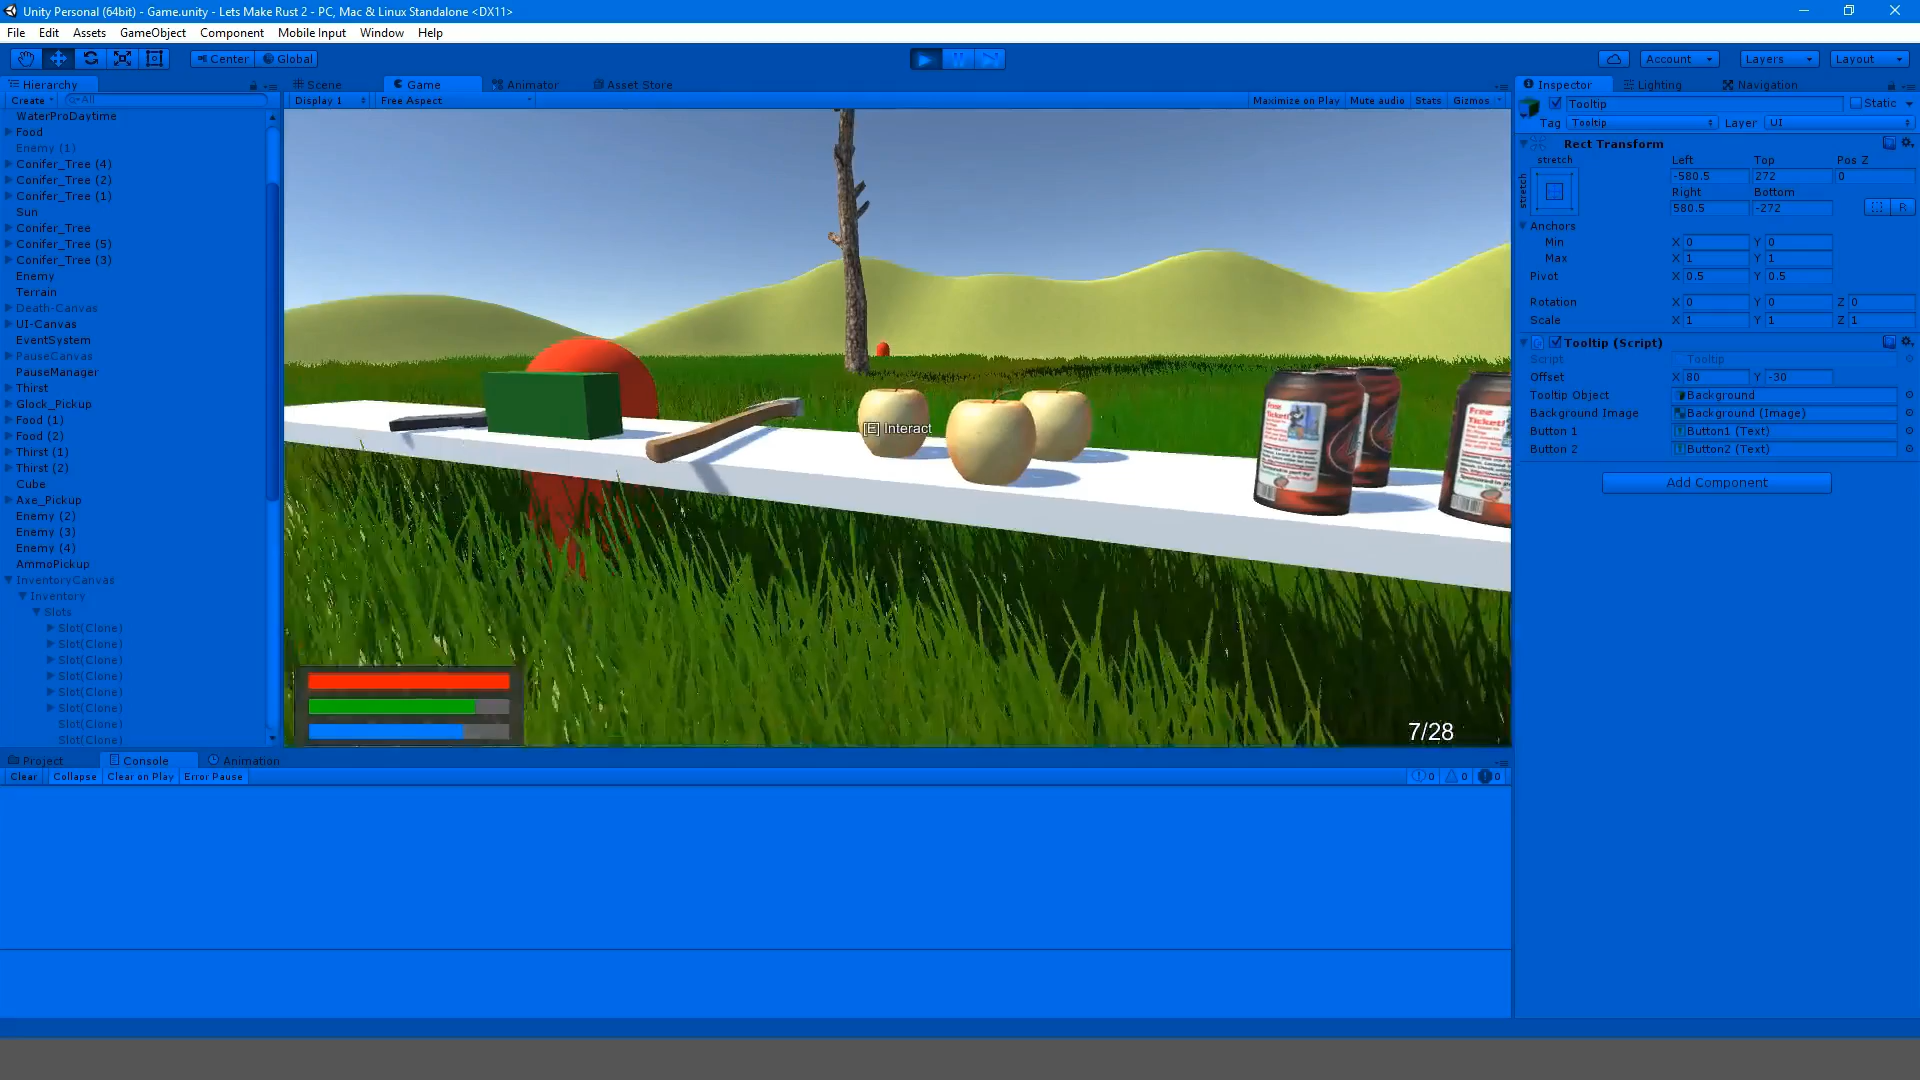 Unity Personal (64bit) - Game.unity - Lets Make Rust 2 - PC, Mac & Linux Standalone <DX11>
File Edit Assets GameObject Component Mobile Input Window Help
Center Global Account Layers Layout
Hierarchy
Create All
WaterProDaytime
Food
Enemy (1)
Conifer_Tree (4)
Conifer_Tree (2)
Conifer_Tree (1)
Sun
Conifer_Tree
Conifer_Tree (5)
Conifer_Tree (3)
Enemy
Terrain
Death-Canvas
UI-Canvas
EventSystem
PauseCanvas
PauseManager
Thirst
Glock_Pickup
Food (1)
Food (2)
Thirst (1)
Thirst (2)
Cube
Axe_Pickup
Enemy (2)
Enemy (3)
Enemy (4)
AmmoPickup
InventoryCanvas
Inventory
Slots
Slot(Clone)
Slot(Clone)
Slot(Clone)
Slot(Clone)
Slot(Clone)
Slot(Clone)
Slot(Clone)
Slot(Clone)
Scene Game Animator Asset Store
Display 1 Free Aspect Maximize on Play Mute audio Stats Gizmos
[E] Interact
Free
Ticket!
Free
Ticket!
7/28
Inspector Lighting Navigation
Tooltip Static
Tag Tooltip Layer UI
Rect Transform
stretch
stretch
Left Top Pos Z
-580.5 272 0
Right Bottom
580.5 -272 R
Anchors
Min X 0 Y 0
Max X 1 Y 1
Pivot X 0.5 Y 0.5
Rotation X 0 Y 0 Z 0
Scale X 1 Y 1 Z 1
Tooltip (Script)
Script Tooltip
Offset X 80 Y -30
Tooltip Object Background
Background Image Background (Image)
Button 1 Button1 (Text)
Button 2 Button2 (Text)
Add Component
Project Console Animation
Clear Collapse Clear on Play Error Pause 0 0 0